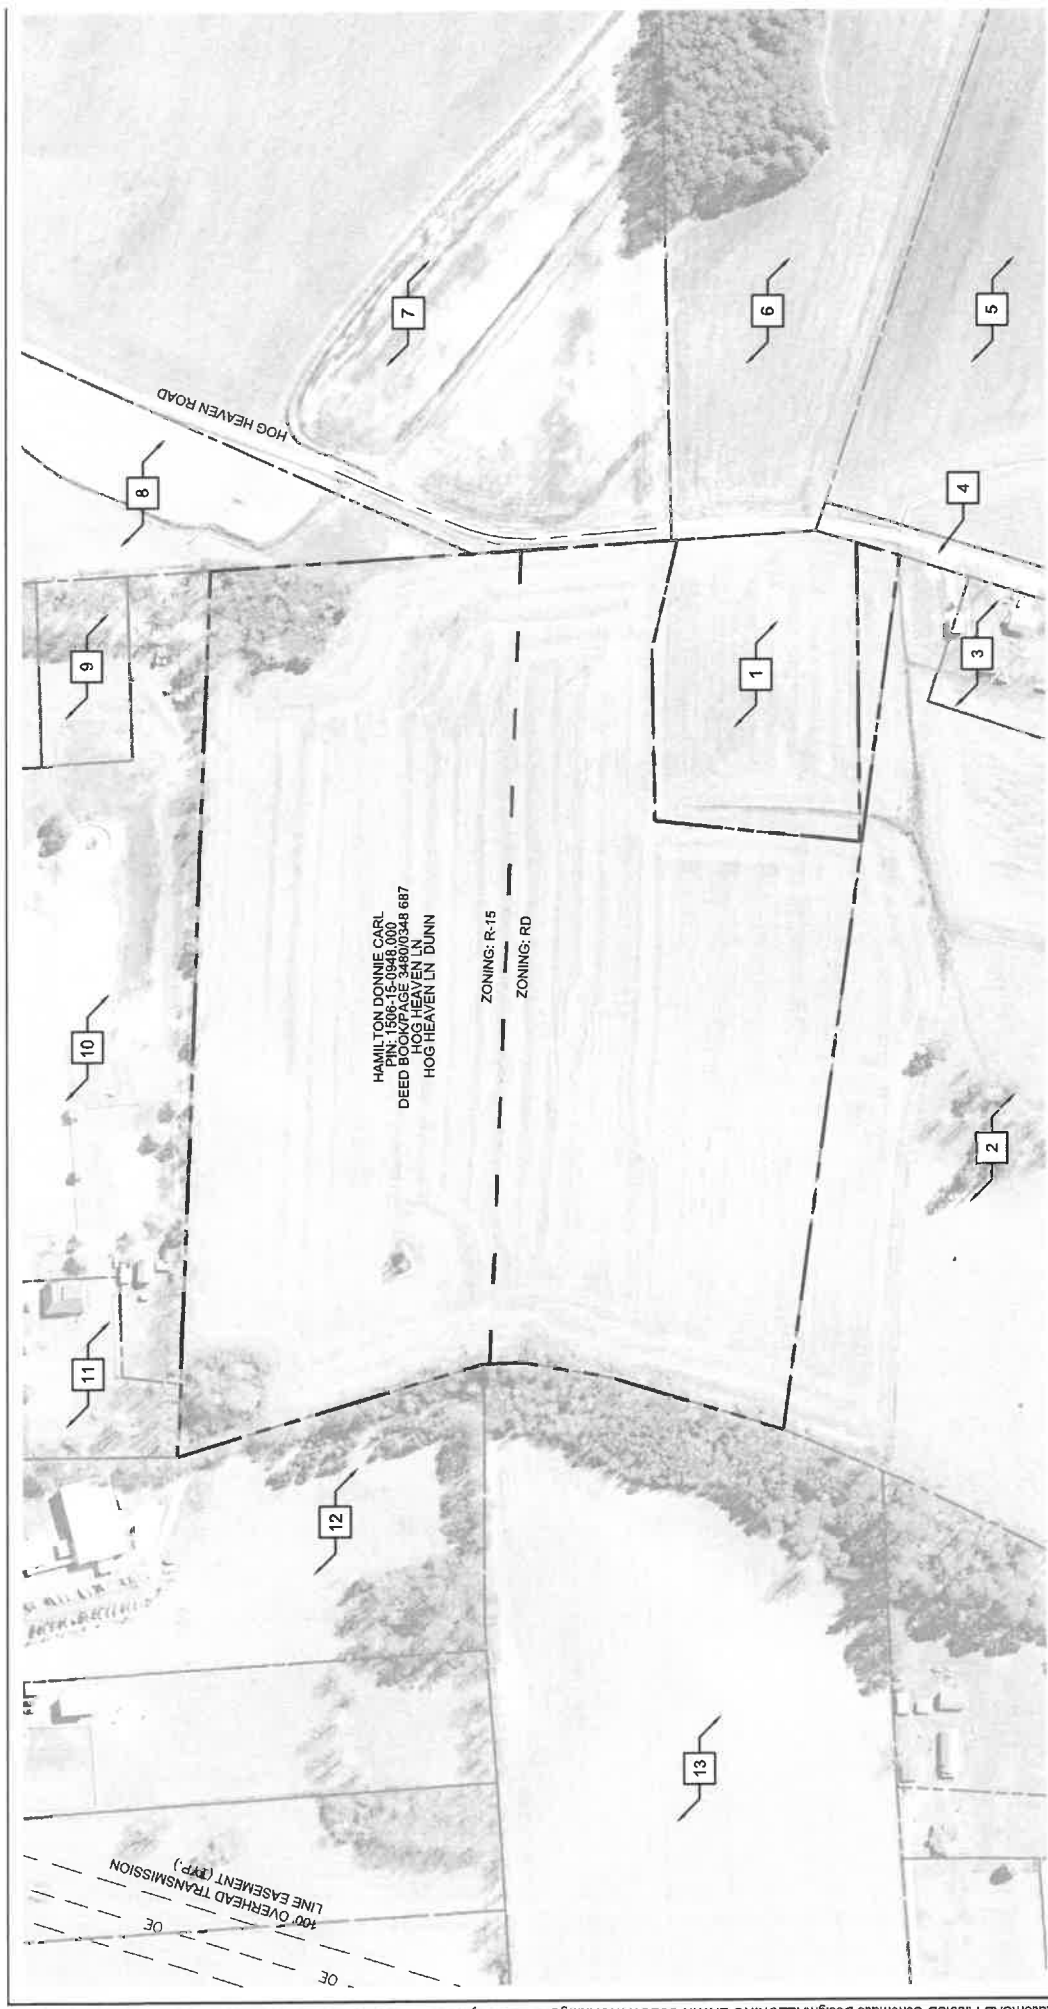 HOG HEAVEN ROAD
7
6
5
8
4
9
3
1
HAMILTON DONNIE CARL
PIN: 1506-15-0948.000
DEED BOOK/PAGE 3480/0348 687
HOG HEAVEN LN
HOG HEAVEN LN DUNN
ZONING: R-15
ZONING: RD
10
2
11
12
13
100' OVERHEAD TRANSMISSION
LINE EASEMENT (TYP.)
OE
OE